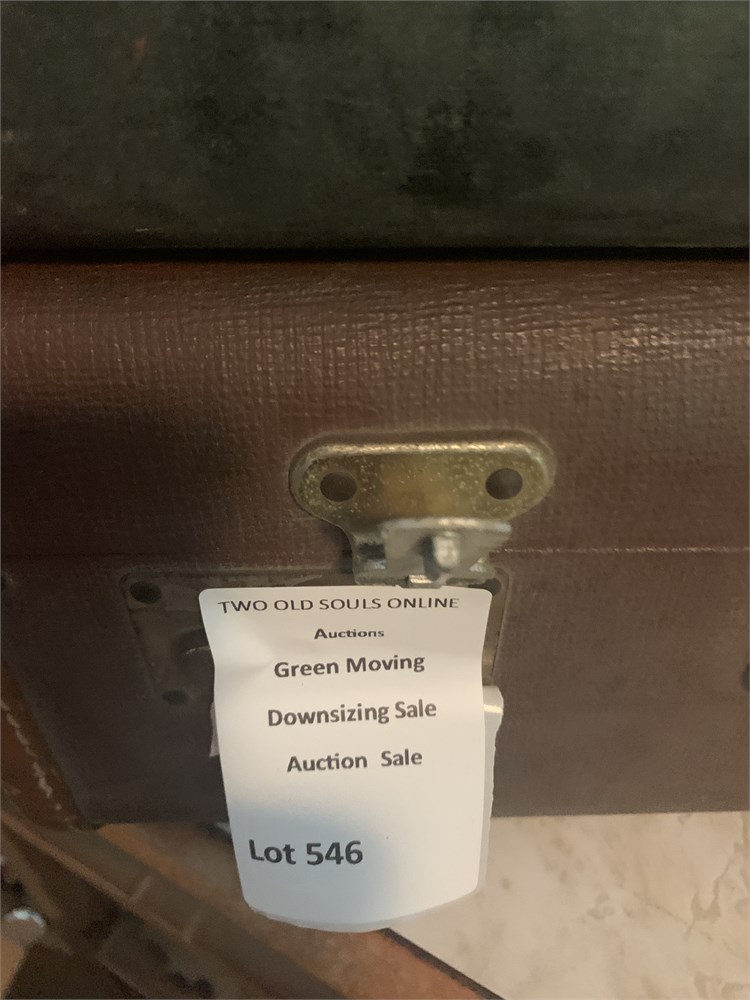 TWO OLD SOULS ONLINE
Auctions
Green Moving
Downsizing Sale
Auction Sale
Lot 546